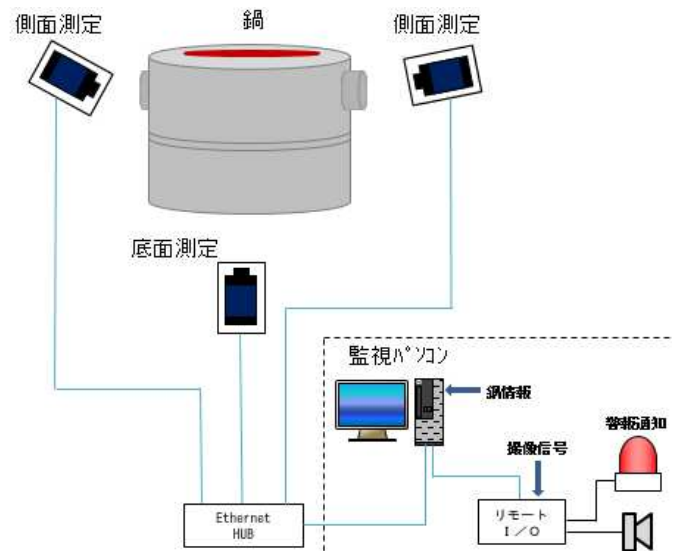 側面測定
鍋
側面測定
底面測定
監視パソコン
鍋情報
警報通知
撮像信号
Ethernet
HUB
リモート
I／O